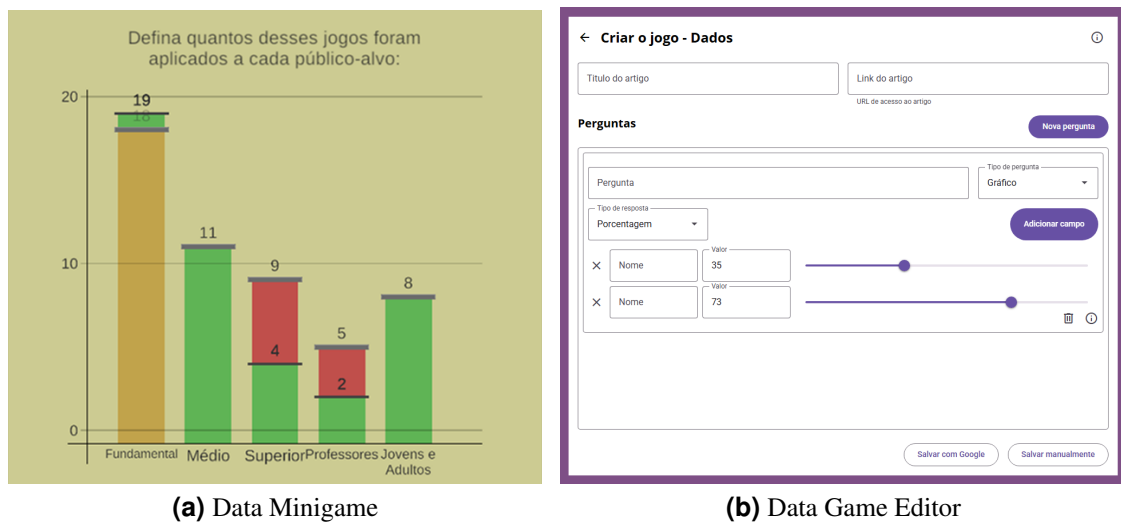 Defina quantos desses jogos foram
aplicados a cada público-alvo:
20
19
18
11
10
9
8
5
4
2
0
Fundamental Médio Superior Professores Jovens e
Adultos
(a) Data Minigame
← Criar o jogo - Dados
Título do artigo
Link do artigo
URL de acesso ao artigo
Perguntas
Nova pergunta
Pergunta
Tipo de pergunta
Gráfico
Tipo de resposta
Porcentagem
Adicionar campo
Nome
Valor
35
Nome
Valor
73
Salvar com Google
Salvar manualmente
(b) Data Game Editor